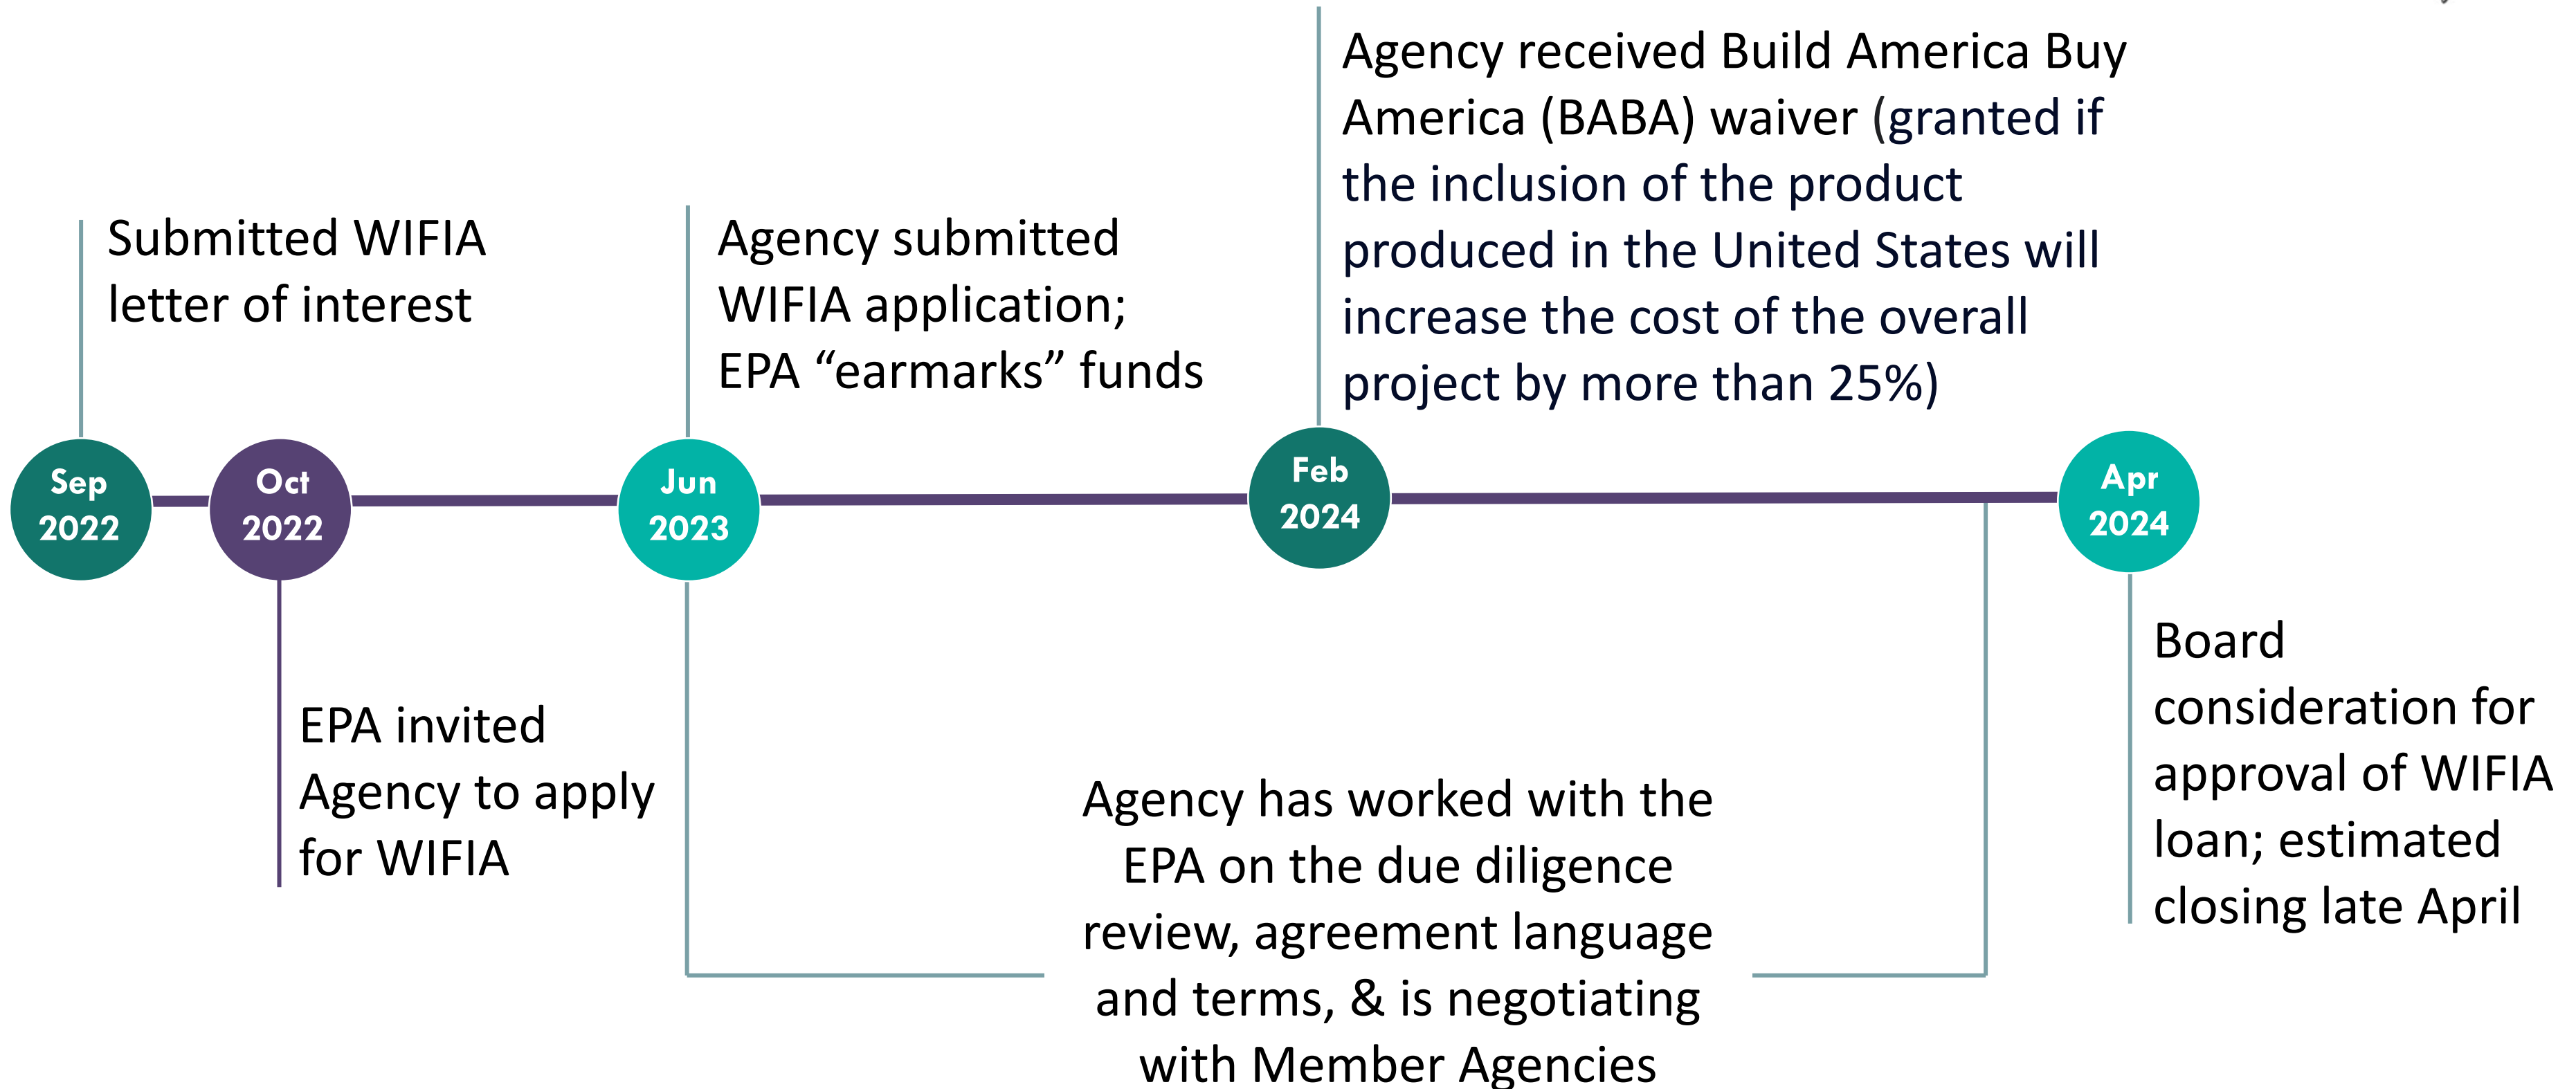 Submitted WIFIA
letter of interest
Agency submitted
WIFIA application;
EPA “earmarks” funds
Agency received Build America Buy
America (BABA) waiver (granted if
the inclusion of the product
produced in the United States will
increase the cost of the overall
project by more than 25%)
Sep
2022
Oct
2022
Jun
2023
Feb
2024
Apr
2024
EPA invited
Agency to apply
for WIFIA
Agency has worked with the
EPA on the due diligence
review, agreement language
and terms, & is negotiating
with Member Agencies
Board
consideration for
approval of WIFIA
loan; estimated
closing late April